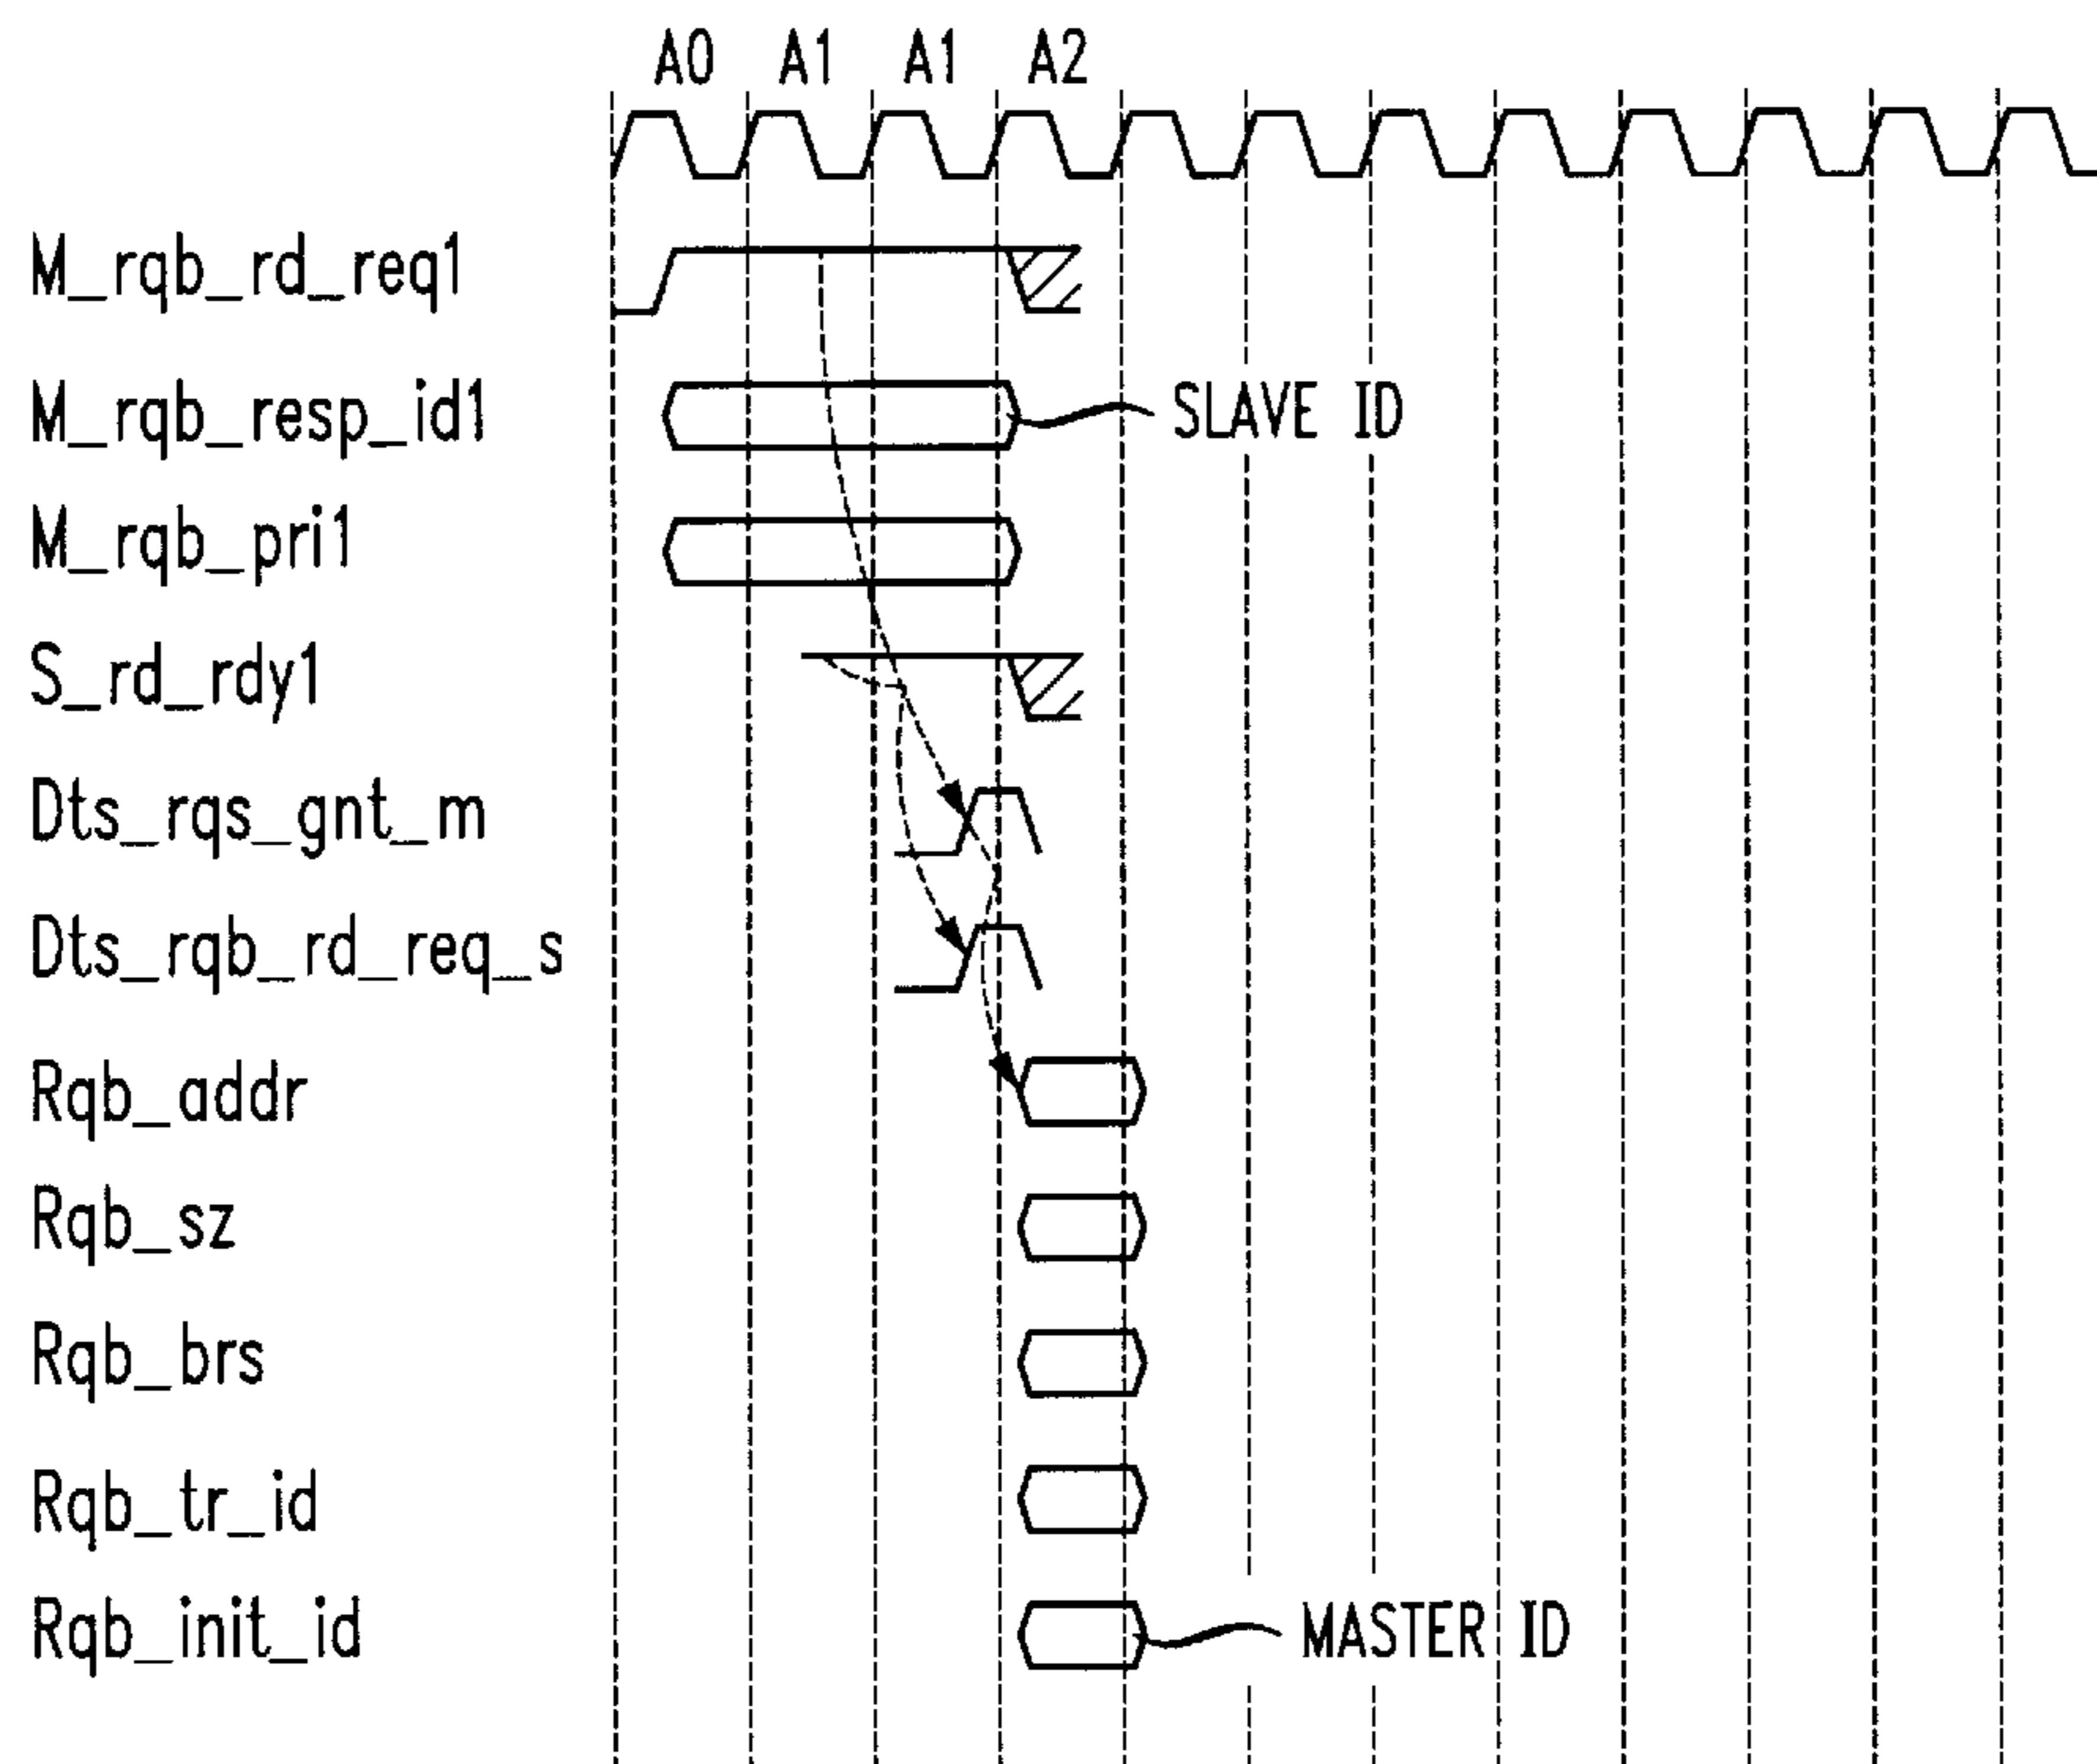 A0 A1 A1 A2
M_rqb_rd_req1
M_rqb_resp_id1
SLAVE ID
M_rqb_pri1
S_rd_rdy1
Dts_rqs_gnt_m
Dts_rqb_rd_req_s
Rqb_addr
Rqb_sz
Rqb_brs
Rqb_tr_id
Rqb_init_id
MASTER ID